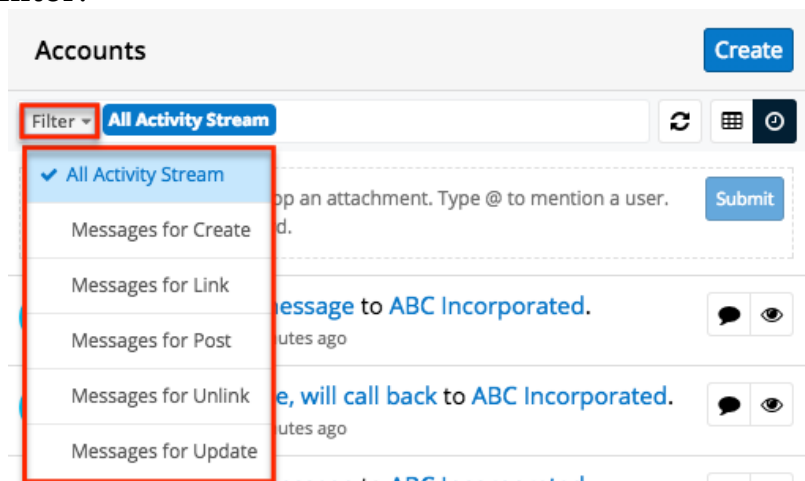 Accounts
Create
Filter
All Activity Stream
All Activity Stream
op an attachment. Type @ to mention a user.
Submit
Messages for Create
d.
Messages for Link
essage to ABC Incorporated.
utes ago
Messages for Post
Messages for Unlink
e, will call back to ABC Incorporated.
utes ago
Messages for Update